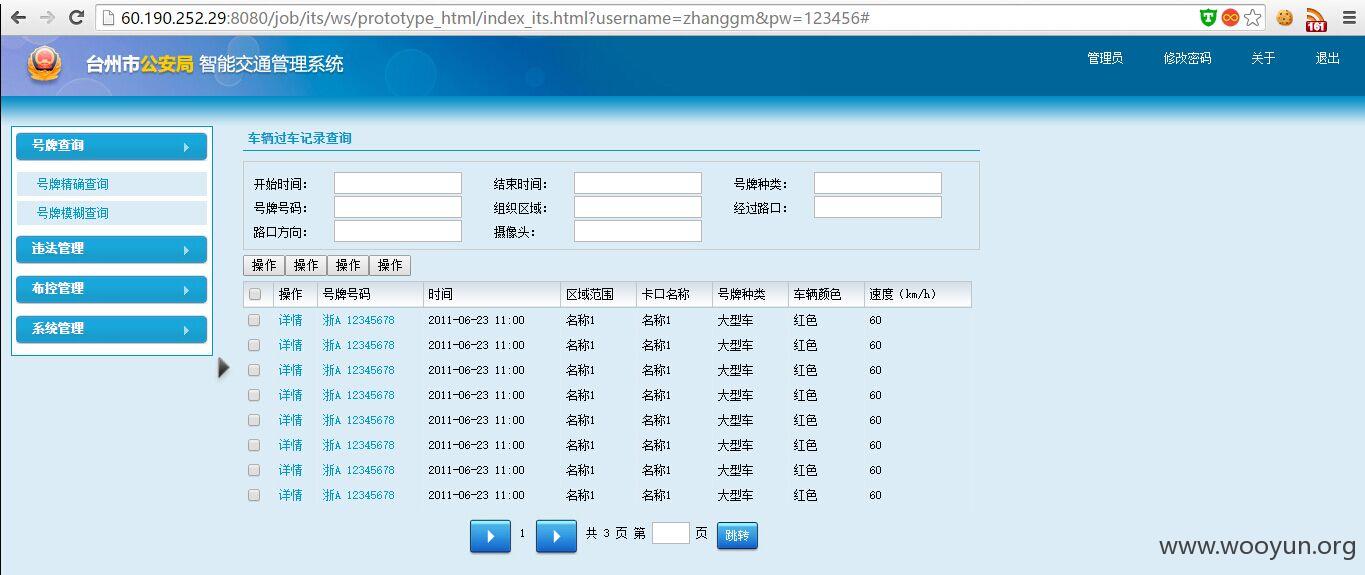 60.190.252.29:8080/job/its/ws/prototype_html/index_its.html?username=zhanggm&pw=123456#
161
台州市公安局 智能交通管理系统
管理员 修改密码 关于 退出
号牌查询
号牌精确查询
号牌模糊查询
违法管理
布控管理
系统管理
车辆过车记录查询
开始时间: 结束时间: 号牌种类:
号牌号码: 组织区域: 经过路口:
路口方向: 摄像头:
操作 操作 操作 操作
操作 号牌号码 时间 区域范围 卡口名称 号牌种类 车辆颜色 速度（km/h）
详情 浙A 12345678 2011-06-23 11:00 名称1 名称1 大型车 红色 60
详情 浙A 12345678 2011-06-23 11:00 名称1 名称1 大型车 红色 60
详情 浙A 12345678 2011-06-23 11:00 名称1 名称1 大型车 红色 60
详情 浙A 12345678 2011-06-23 11:00 名称1 名称1 大型车 红色 60
详情 浙A 12345678 2011-06-23 11:00 名称1 名称1 大型车 红色 60
详情 浙A 12345678 2011-06-23 11:00 名称1 名称1 大型车 红色 60
详情 浙A 12345678 2011-06-23 11:00 名称1 名称1 大型车 红色 60
详情 浙A 12345678 2011-06-23 11:00 名称1 名称1 大型车 红色 60
1 共 3 页 第 页 跳转
www.wooyun.org